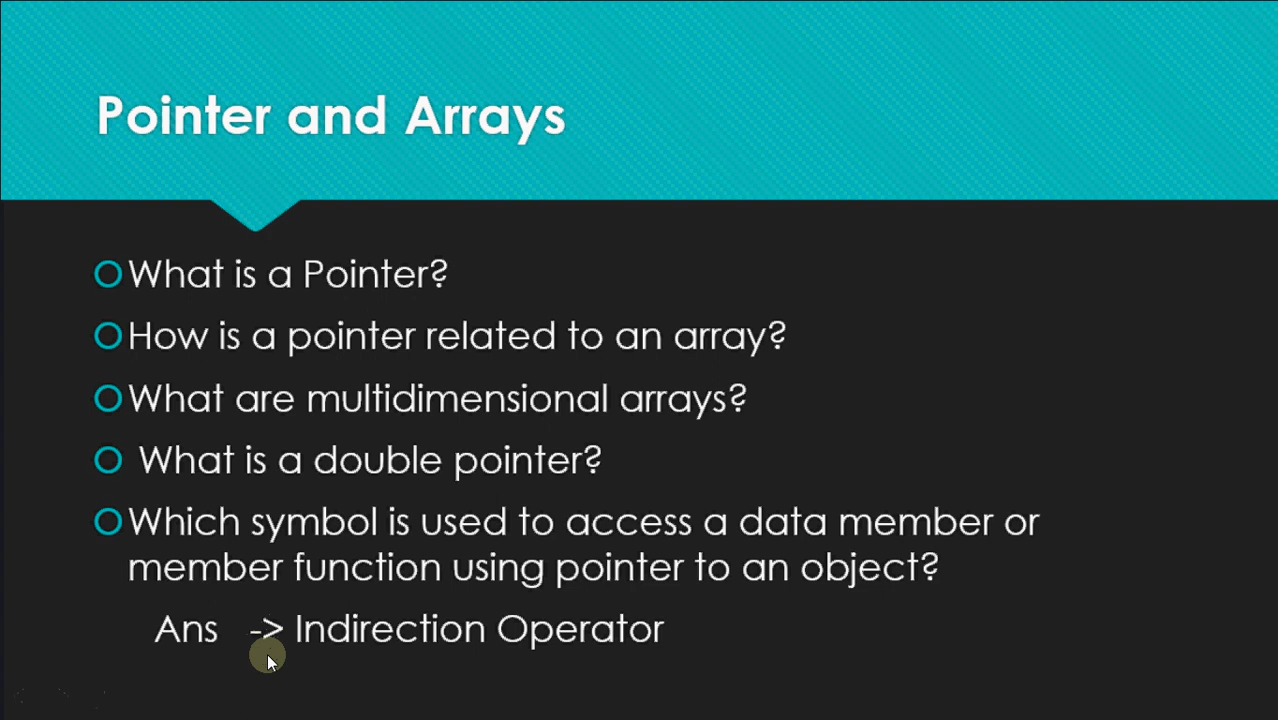 Pointer and Arrays
What is a Pointer?
How is a pointer related to an array?
What are multidimensional arrays?
What is a double pointer?
Which symbol is used to access a data member or
member function using pointer to an object?
Ans -> Indirection Operator